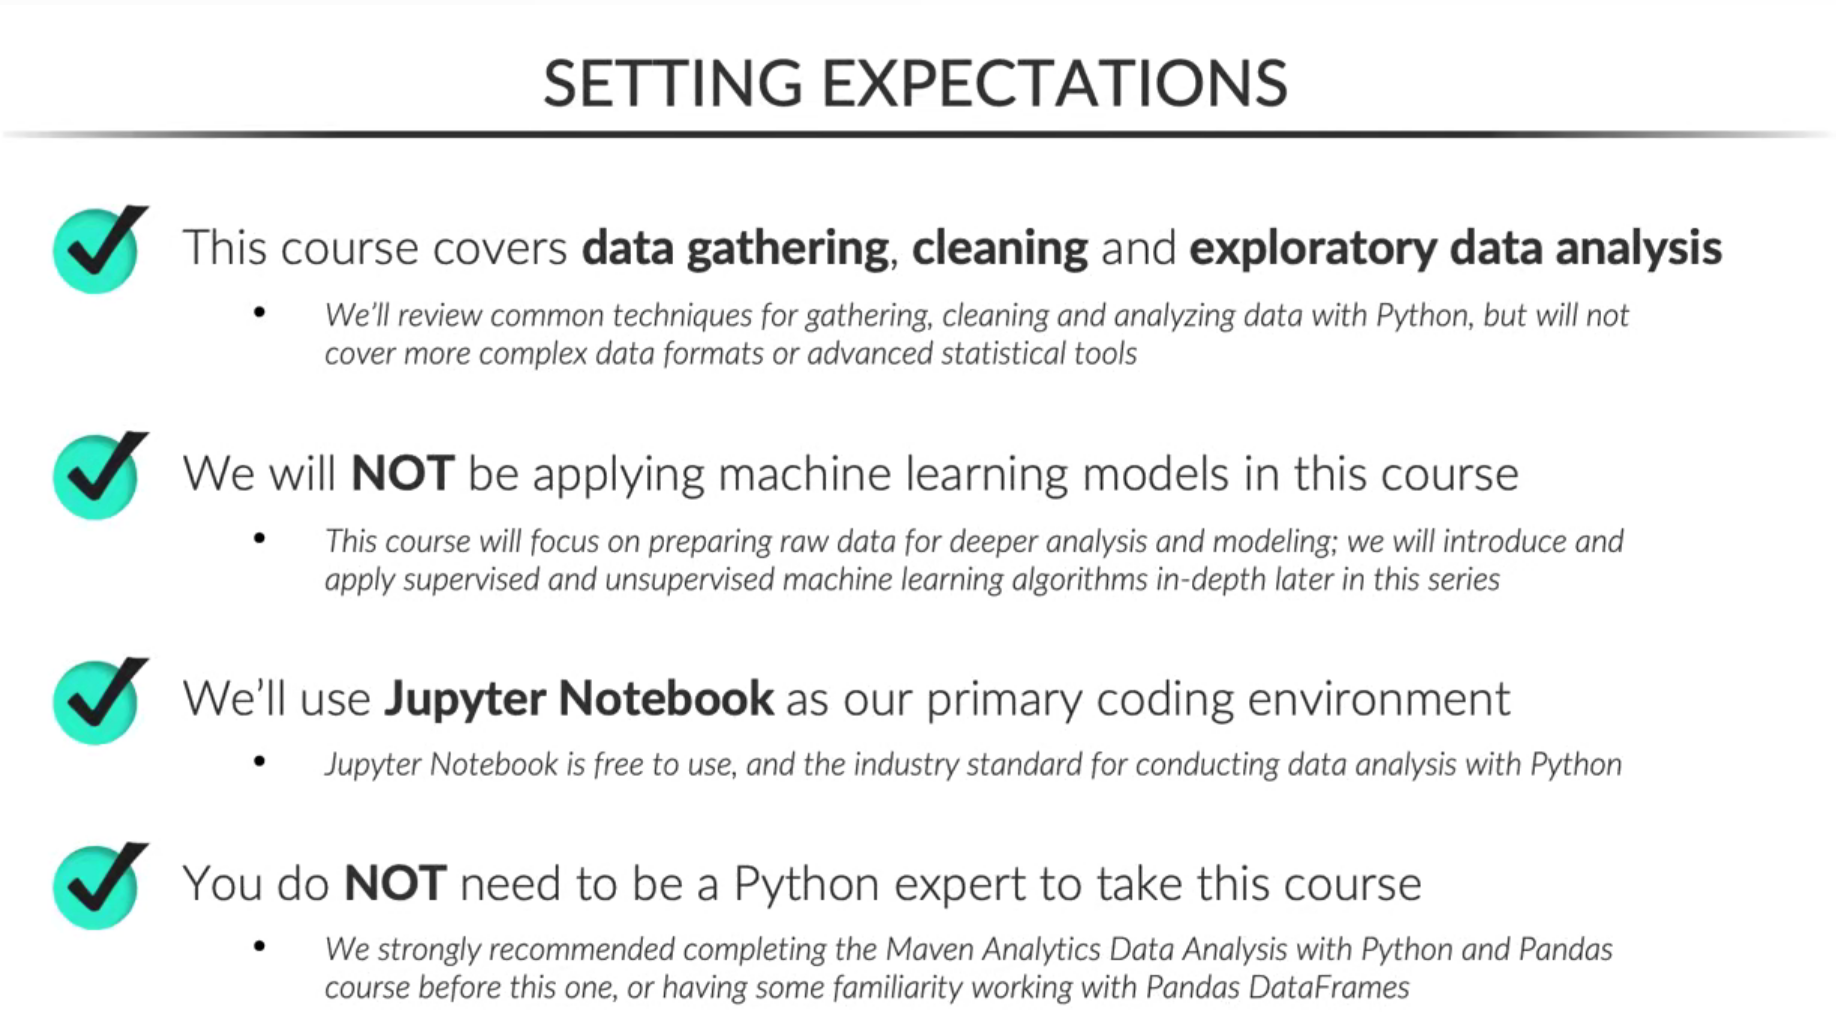 SETTING EXPECTATIONS
This course covers data gathering, cleaning and exploratory data analysis
• We’ll review common techniques for gathering, cleaning and analyzing data with Python, but will not
cover more complex data formats or advanced statistical tools
We will NOT be applying machine learning models in this course
• This course will focus on preparing raw data for deeper analysis and modeling; we will introduce and
apply supervised and unsupervised machine learning algorithms in-depth later in this series
We’ll use Jupyter Notebook as our primary coding environment
• Jupyter Notebook is free to use, and the industry standard for conducting data analysis with Python
You do NOT need to be a Python expert to take this course
• We strongly recommended completing the Maven Analytics Data Analysis with Python and Pandas
course before this one, or having some familiarity working with Pandas DataFrames